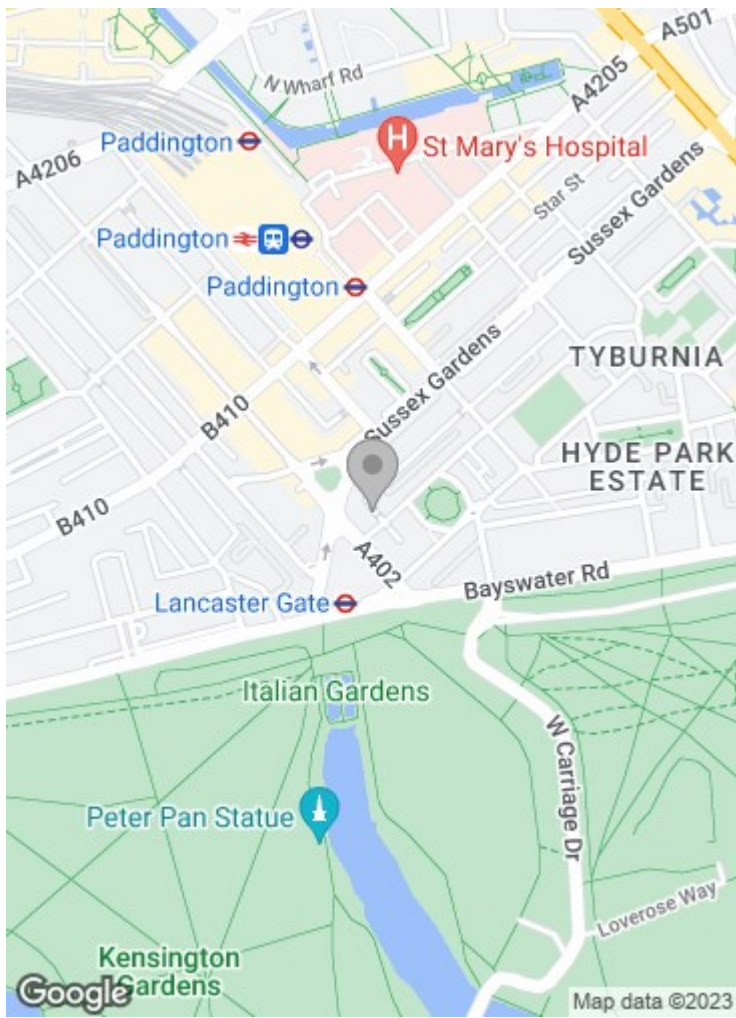 A501
N Wharf Rd
A4205
Paddington
H
St Mary's Hospital
A4206
Star St
Sussex Gardens
Paddington
Paddington
TYBURNIA
Sussex Gardens
B410
HYDE PARK
ESTATE
B410
A402
Bayswater Rd
Lancaster Gate
Italian Gardens
W Carriage Dr
Peter Pan Statue
Loverose Way
Kensington
Gardens
Google
Map data ©2023